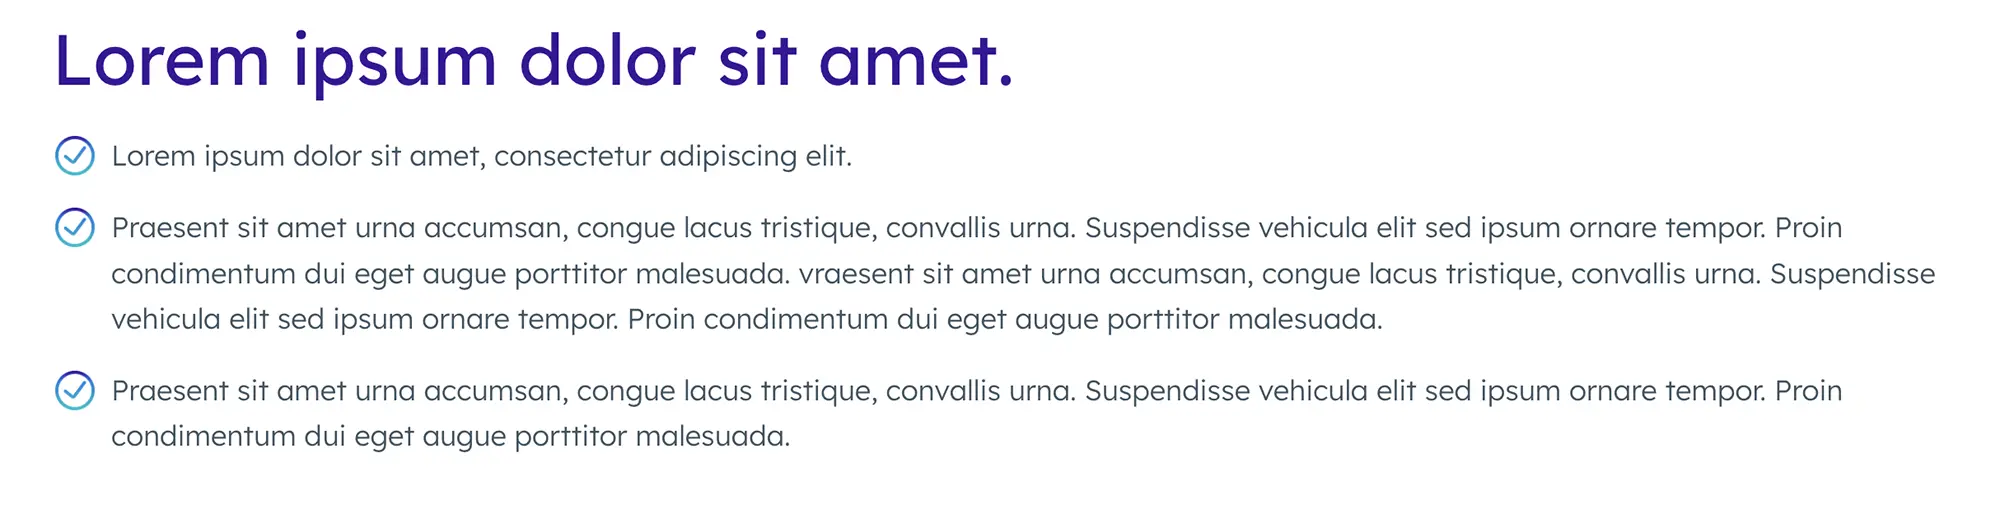 Lorem ipsum dolor sit amet.
Lorem ipsum dolor sit amet, consectetur adipiscing elit.
Praesent sit amet urna accumsan, congue lacus tristique, convallis urna. Suspendisse vehicula elit sed ipsum ornare tempor. Proin
condimentum dui eget augue porttitor malesuada. vraesent sit amet urna accumsan, congue lacus tristique, convallis urna. Suspendisse
vehicula elit sed ipsum ornare tempor. Proin condimentum dui eget augue porttitor malesuada.
Praesent sit amet urna accumsan, congue lacus tristique, convallis urna. Suspendisse vehicula elit sed ipsum ornare tempor. Proin
condimentum dui eget augue porttitor malesuada.